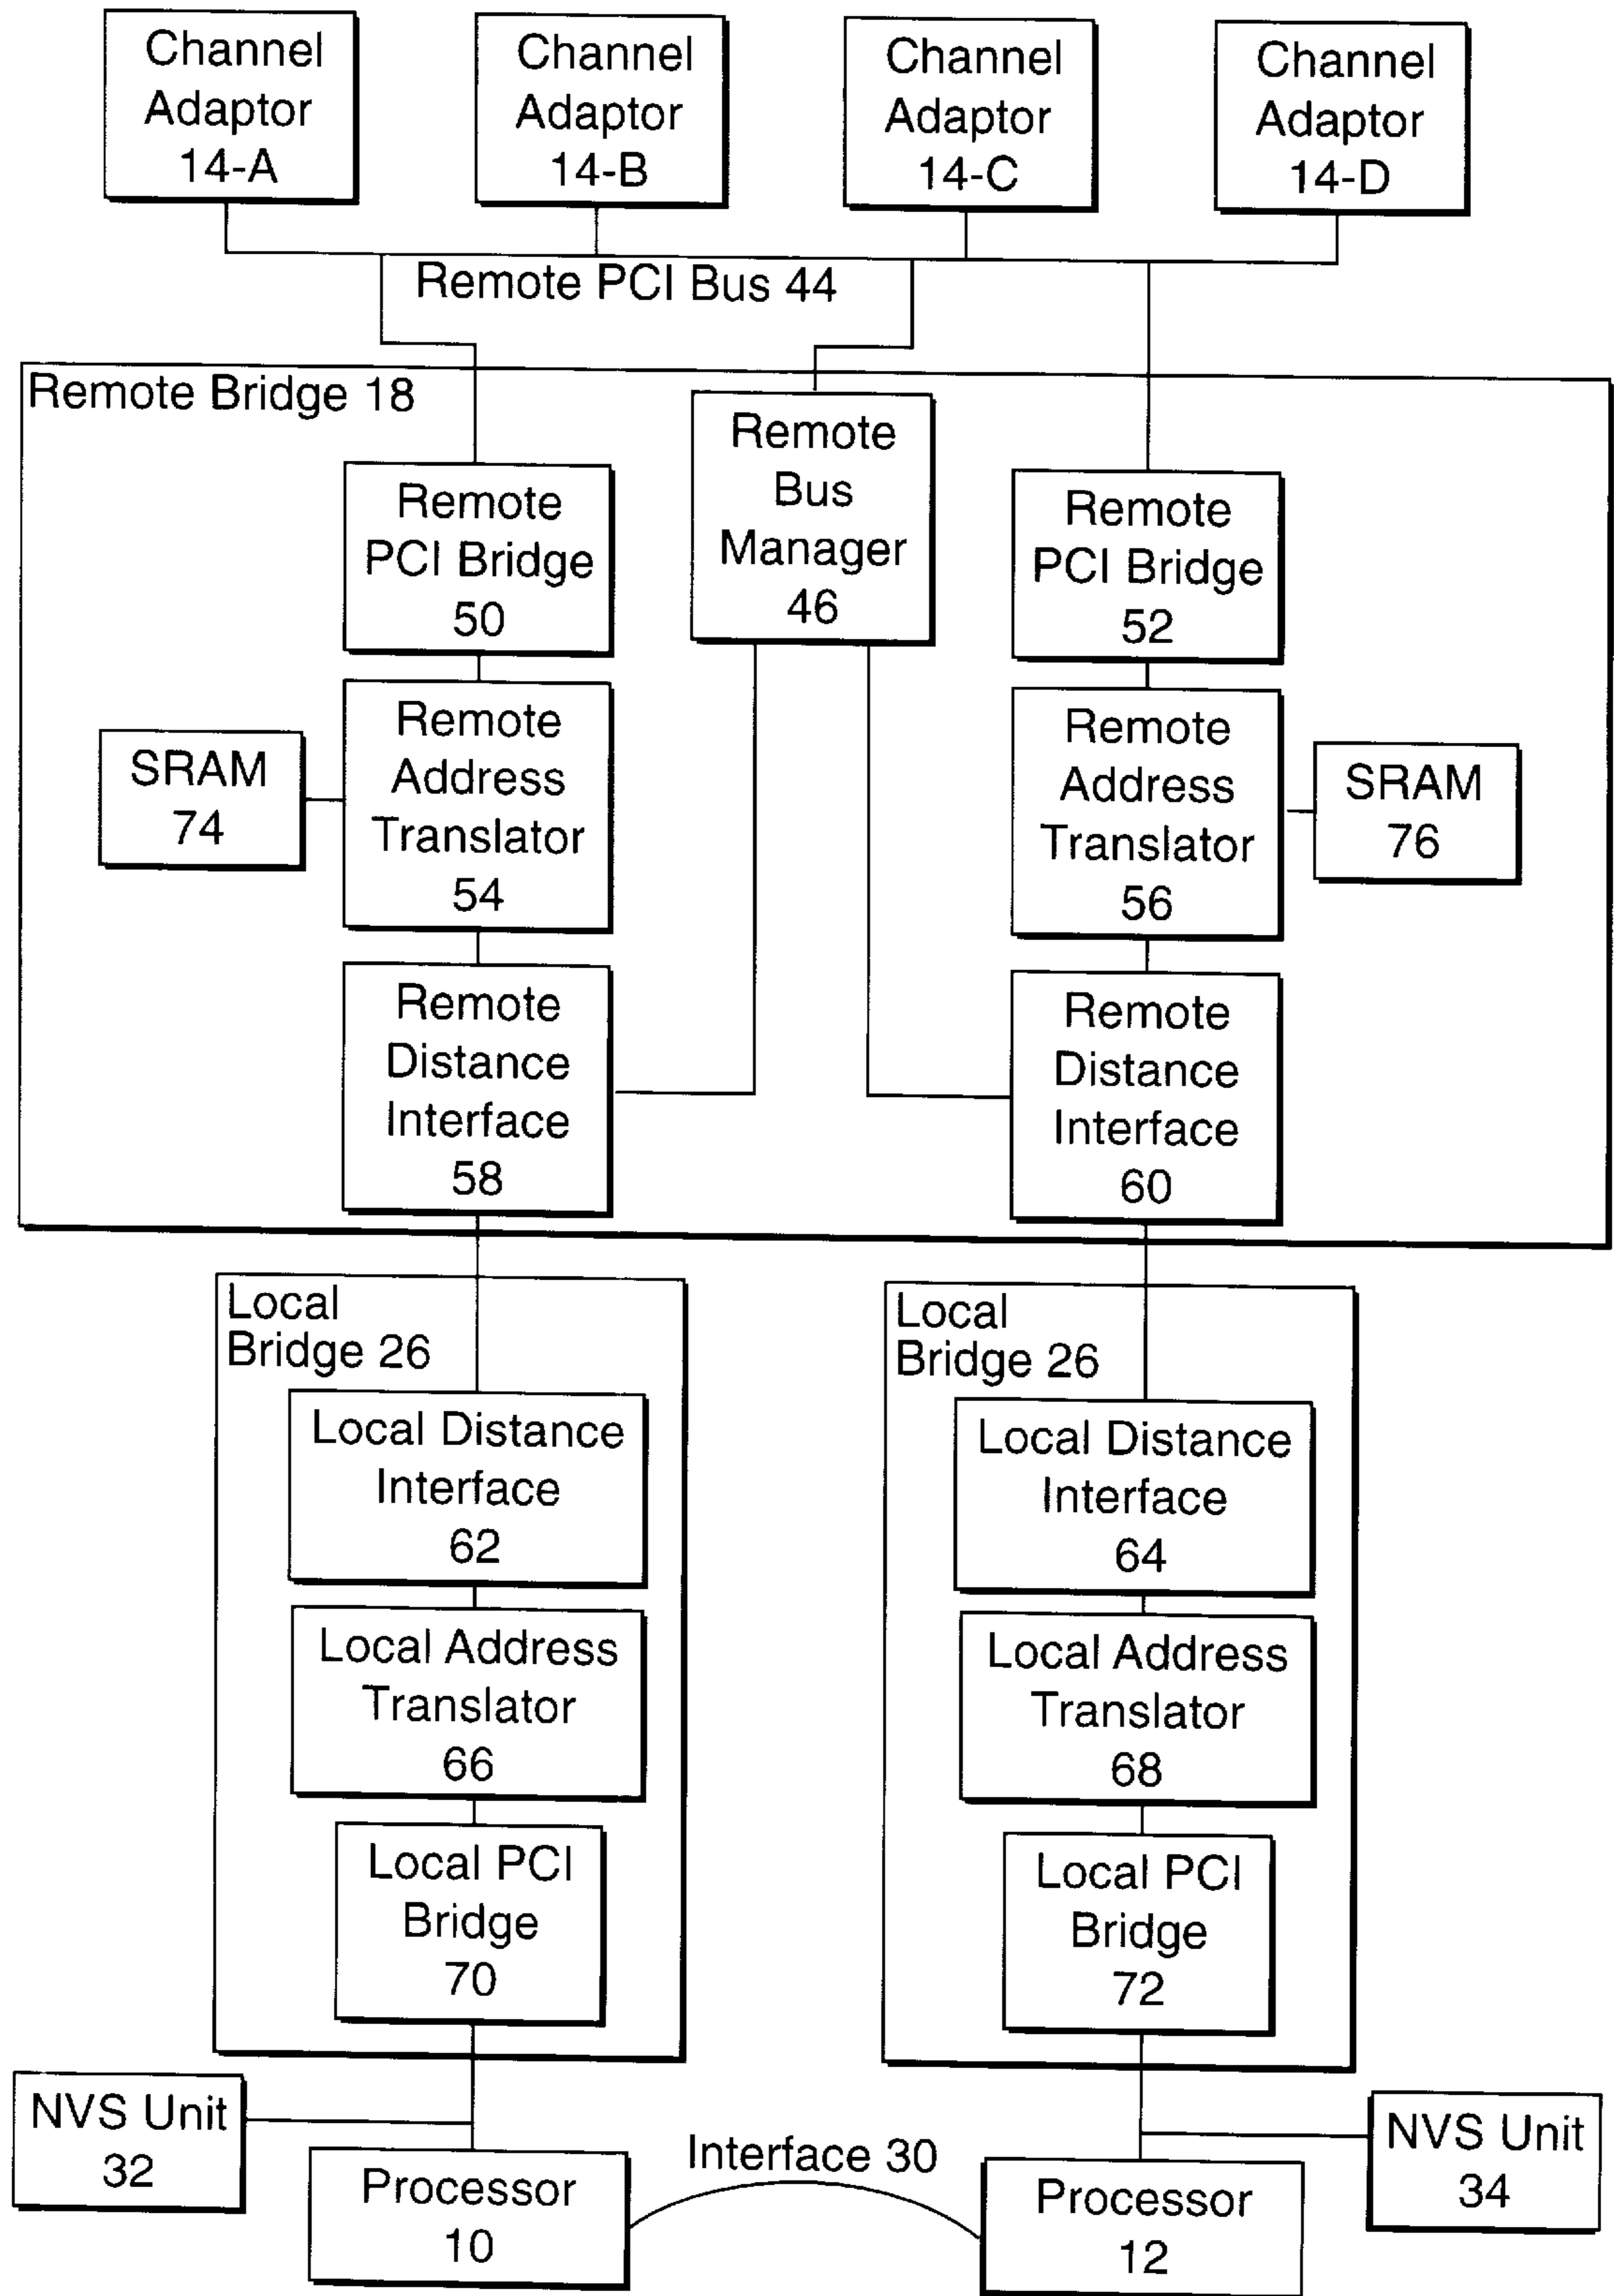 Channel
Adaptor
14-A
Channel
Adaptor
14-B
Channel
Adaptor
14-C
Channel
Adaptor
14-D
Remote PCI Bus 44
Remote Bridge 18
Remote
PCI Bridge
50
Remote
Bus
Manager
46
Remote
PCI Bridge
52
SRAM
74
Remote
Address
Translator
54
Remote
Address
Translator
56
SRAM
76
Remote
Distance
Interface
58
Remote
Distance
Interface
60
Local
Bridge 26
Local Distance
Interface
62
Local Address
Translator
66
Local PCI
Bridge
70
Local
Bridge 26
Local Distance
Interface
64
Local Address
Translator
68
Local PCI
Bridge
72
NVS Unit
32
Processor
10
Interface 30
Processor
12
NVS Unit
34